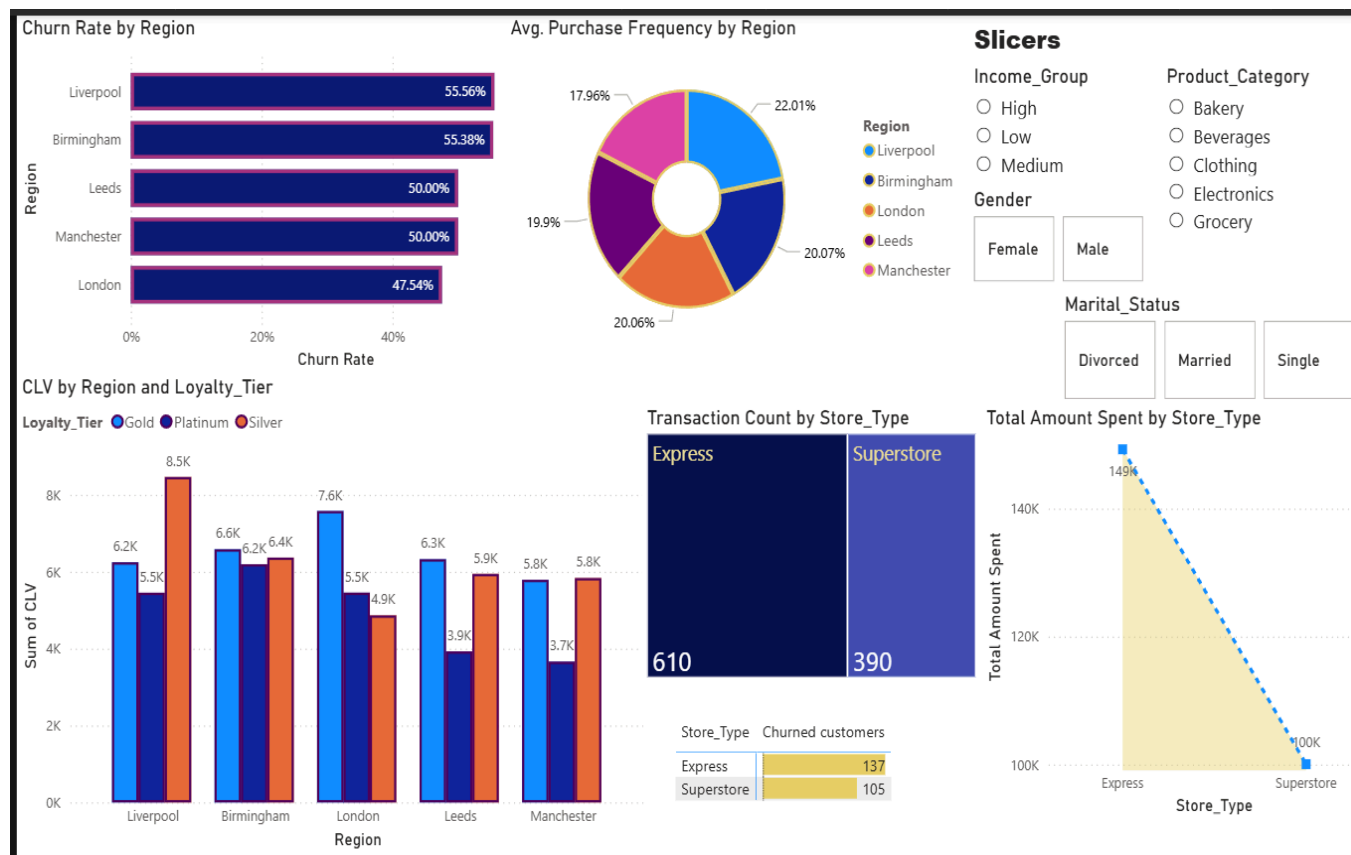 Churn Rate by Region
Region
Liverpool 55.56%
Birmingham 55.38%
Leeds 50.00%
Manchester 50.00%
London 47.54%
0% 20% 40%
Churn Rate
Avg. Purchase Frequency by Region
17.96% 22.01%
19.9% 20.07%
20.06%
Region
Liverpool
Birmingham
London
Leeds
Manchester
Slicers
Income_Group
High
Low
Medium
Product_Category
Bakery
Beverages
Clothing
Electronics
Grocery
Gender
Female Male
Marital_Status
Divorced Married Single
CLV by Region and Loyalty_Tier
Loyalty_Tier Gold Platinum Silver
Sum of CLV
8K
6K
4K
2K
0K
6.2K 5.5K 8.5K
6.6K 6.2K 6.4K
7.6K 5.5K 4.9K
6.3K 3.9K 5.9K
5.8K 3.7K 5.8K
Liverpool Birmingham London Leeds Manchester
Region
Transaction Count by Store_Type
Express Superstore
610 390
Store_Type Churned customers
Express 137
Superstore 105
Total Amount Spent by Store_Type
Total Amount Spent
140K
120K
100K
149K
100K
Express Superstore
Store_Type